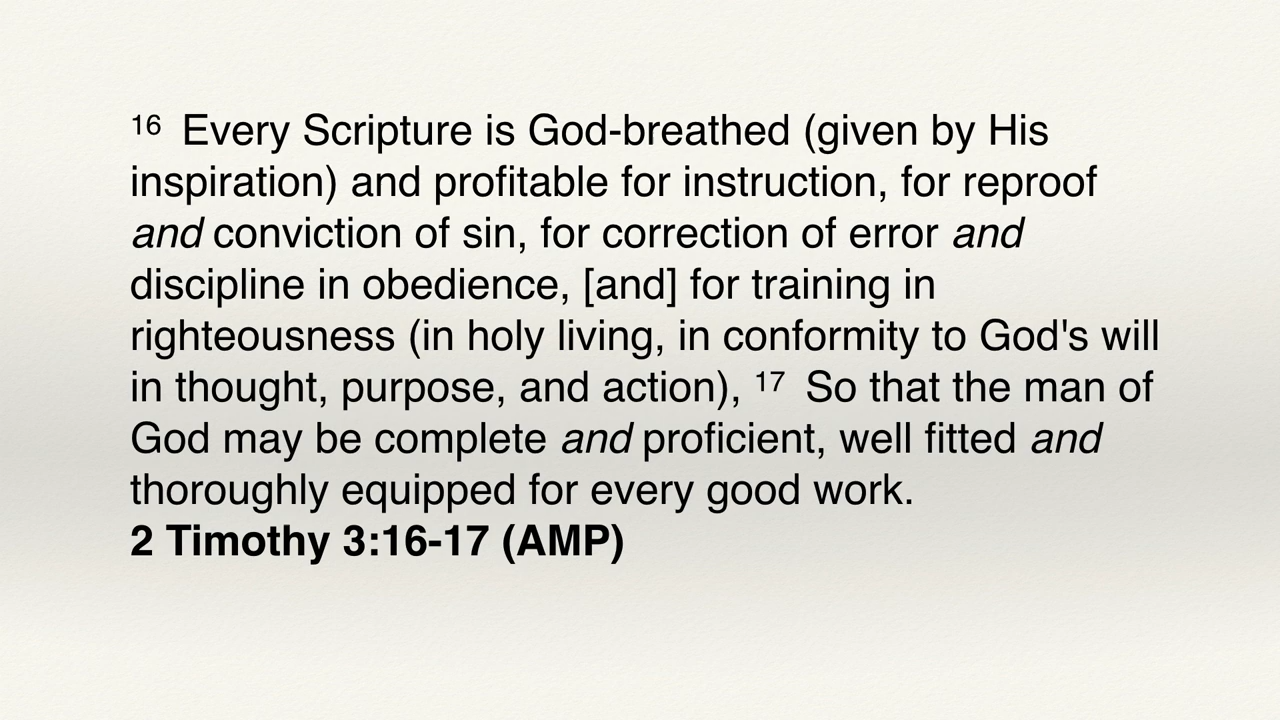 16 Every Scripture is God-breathed (given by His
inspiration) and profitable for instruction, for reproof
and conviction of sin, for correction of error and
discipline in obedience, [and] for training in
righteousness (in holy living, in conformity to God's will
in thought, purpose, and action), 17 So that the man of
God may be complete and proficient, well fitted and
thoroughly equipped for every good work.
2 Timothy 3:16-17 (AMP)